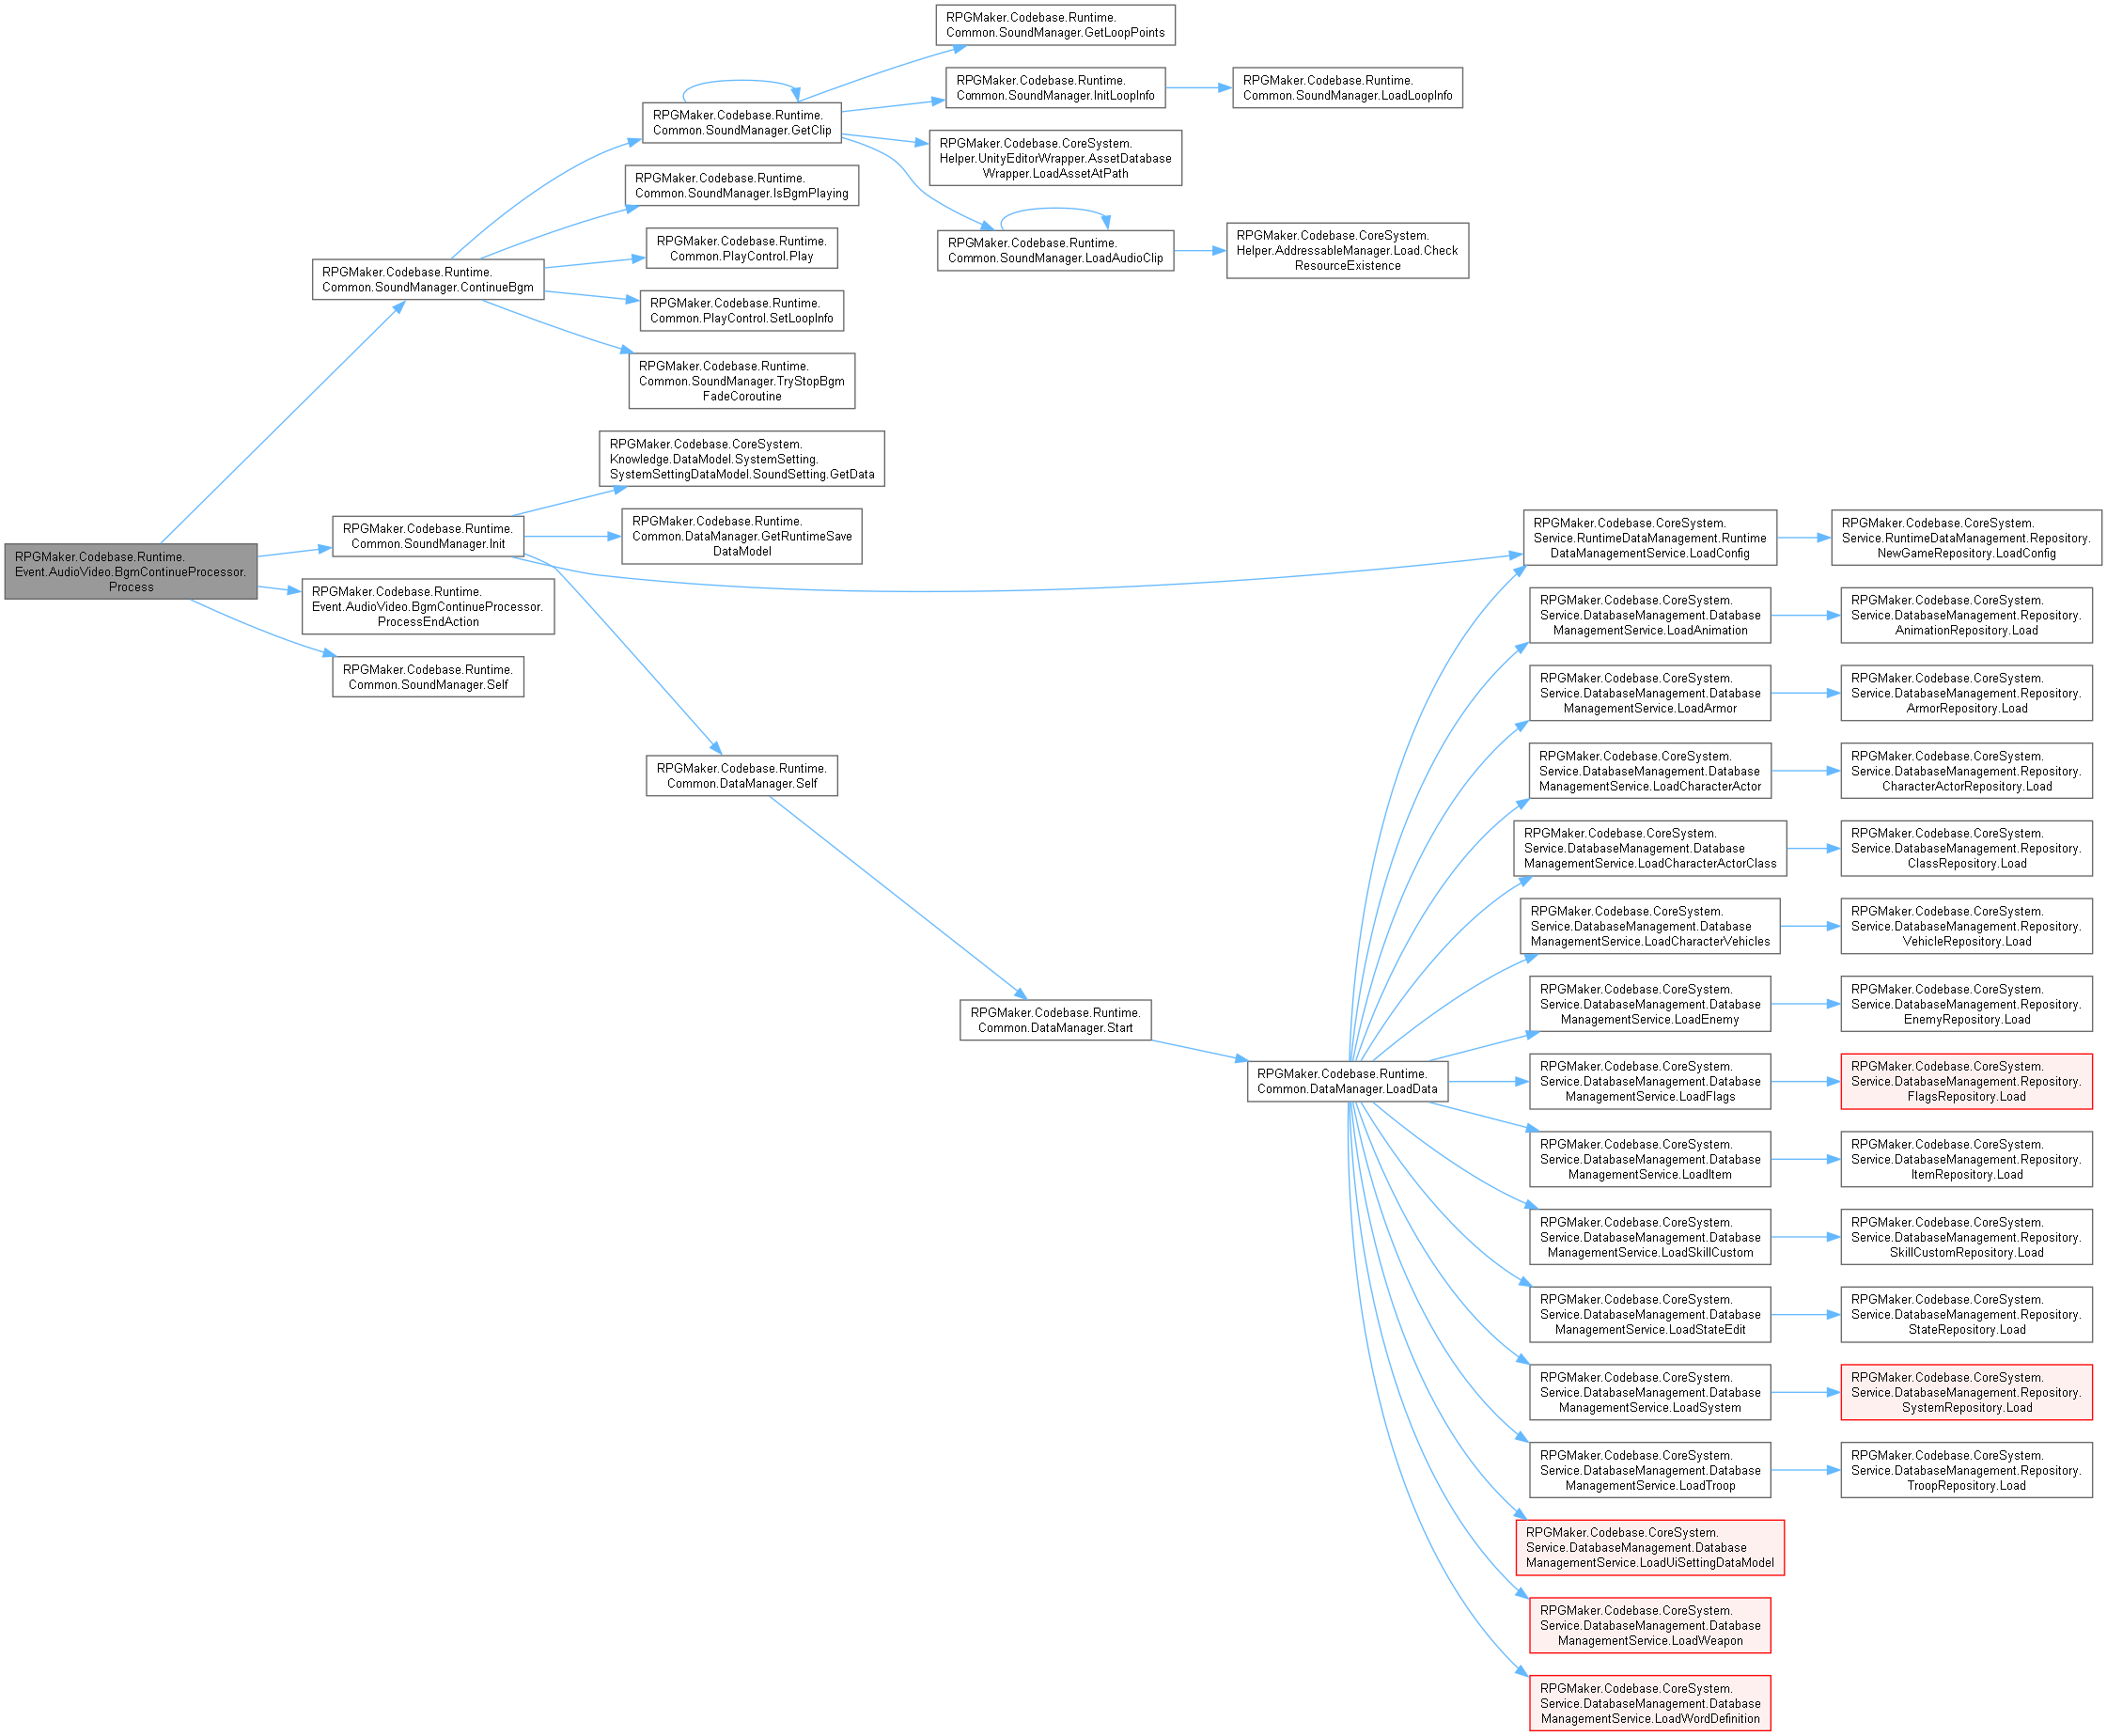 RPGMaker.Codebase.Runtime.
Event.AudioVideo.BgmContinueProcessor.
Process
RPGMaker.Codebase.Runtime.
Common.SoundManager.ContinueBgm
RPGMaker.Codebase.Runtime.
Common.SoundManager.GetClip
RPGMaker.Codebase.Runtime.
Common.SoundManager.GetLoopPoints
RPGMaker.Codebase.Runtime.
Common.SoundManager.InitLoopInfo
RPGMaker.Codebase.Runtime.
Common.SoundManager.LoadLoopInfo
RPGMaker.Codebase.CoreSystem.
Helper.UnityEditorWrapper.AssetDatabase
Wrapper.LoadAssetAtPath
RPGMaker.Codebase.Runtime.
Common.SoundManager.LoadAudioClip
RPGMaker.Codebase.CoreSystem.
Helper.AddressableManager.Load.Check
ResourceExistence
RPGMaker.Codebase.Runtime.
Common.SoundManager.IsBgmPlaying
RPGMaker.Codebase.Runtime.
Common.PlayControl.Play
RPGMaker.Codebase.Runtime.
Common.PlayControl.SetLoopInfo
RPGMaker.Codebase.Runtime.
Common.SoundManager.TryStopBgm
FadeCoroutine
RPGMaker.Codebase.Runtime.
Common.SoundManager.Init
RPGMaker.Codebase.CoreSystem.
Knowledge.DataModel.SystemSetting.
SystemSettingDataModel.SoundSetting.GetData
RPGMaker.Codebase.Runtime.
Common.DataManager.GetRuntimeSave
DataModel
RPGMaker.Codebase.Runtime.
Event.AudioVideo.BgmContinueProcessor.
ProcessEndAction
RPGMaker.Codebase.Runtime.
Common.SoundManager.Self
RPGMaker.Codebase.Runtime.
Common.DataManager.Self
RPGMaker.Codebase.Runtime.
Common.DataManager.Start
RPGMaker.Codebase.Runtime.
Common.DataManager.LoadData
RPGMaker.Codebase.CoreSystem.
Service.RuntimeDataManagement.Runtime
DataManagementService.LoadConfig
RPGMaker.Codebase.CoreSystem.
Service.RuntimeDataManagement.Repository.
NewGameRepository.LoadConfig
RPGMaker.Codebase.CoreSystem.
Service.DatabaseManagement.Database
ManagementService.LoadAnimation
RPGMaker.Codebase.CoreSystem.
Service.DatabaseManagement.Repository.
AnimationRepository.Load
RPGMaker.Codebase.CoreSystem.
Service.DatabaseManagement.Database
ManagementService.LoadArmor
RPGMaker.Codebase.CoreSystem.
Service.DatabaseManagement.Repository.
ArmorRepository.Load
RPGMaker.Codebase.CoreSystem.
Service.DatabaseManagement.Database
ManagementService.LoadCharacterActor
RPGMaker.Codebase.CoreSystem.
Service.DatabaseManagement.Repository.
CharacterActorRepository.Load
RPGMaker.Codebase.CoreSystem.
Service.DatabaseManagement.Database
ManagementService.LoadCharacterActorClass
RPGMaker.Codebase.CoreSystem.
Service.DatabaseManagement.Repository.
ClassRepository.Load
RPGMaker.Codebase.CoreSystem.
Service.DatabaseManagement.Database
ManagementService.LoadCharacterVehicles
RPGMaker.Codebase.CoreSystem.
Service.DatabaseManagement.Repository.
VehicleRepository.Load
RPGMaker.Codebase.CoreSystem.
Service.DatabaseManagement.Database
ManagementService.LoadEnemy
RPGMaker.Codebase.CoreSystem.
Service.DatabaseManagement.Repository.
EnemyRepository.Load
RPGMaker.Codebase.CoreSystem.
Service.DatabaseManagement.Database
ManagementService.LoadFlags
RPGMaker.Codebase.CoreSystem.
Service.DatabaseManagement.Repository.
FlagsRepository.Load
RPGMaker.Codebase.CoreSystem.
Service.DatabaseManagement.Database
ManagementService.LoadItem
RPGMaker.Codebase.CoreSystem.
Service.DatabaseManagement.Repository.
ItemRepository.Load
RPGMaker.Codebase.CoreSystem.
Service.DatabaseManagement.Database
ManagementService.LoadSkillCustom
RPGMaker.Codebase.CoreSystem.
Service.DatabaseManagement.Repository.
SkillCustomRepository.Load
RPGMaker.Codebase.CoreSystem.
Service.DatabaseManagement.Database
ManagementService.LoadStateEdit
RPGMaker.Codebase.CoreSystem.
Service.DatabaseManagement.Repository.
StateRepository.Load
RPGMaker.Codebase.CoreSystem.
Service.DatabaseManagement.Database
ManagementService.LoadSystem
RPGMaker.Codebase.CoreSystem.
Service.DatabaseManagement.Repository.
SystemRepository.Load
RPGMaker.Codebase.CoreSystem.
Service.DatabaseManagement.Database
ManagementService.LoadTroop
RPGMaker.Codebase.CoreSystem.
Service.DatabaseManagement.Repository.
TroopRepository.Load
RPGMaker.Codebase.CoreSystem.
Service.DatabaseManagement.Database
ManagementService.LoadUiSettingDataModel
RPGMaker.Codebase.CoreSystem.
Service.DatabaseManagement.Database
ManagementService.LoadWeapon
RPGMaker.Codebase.CoreSystem.
Service.DatabaseManagement.Database
ManagementService.LoadWordDefinition